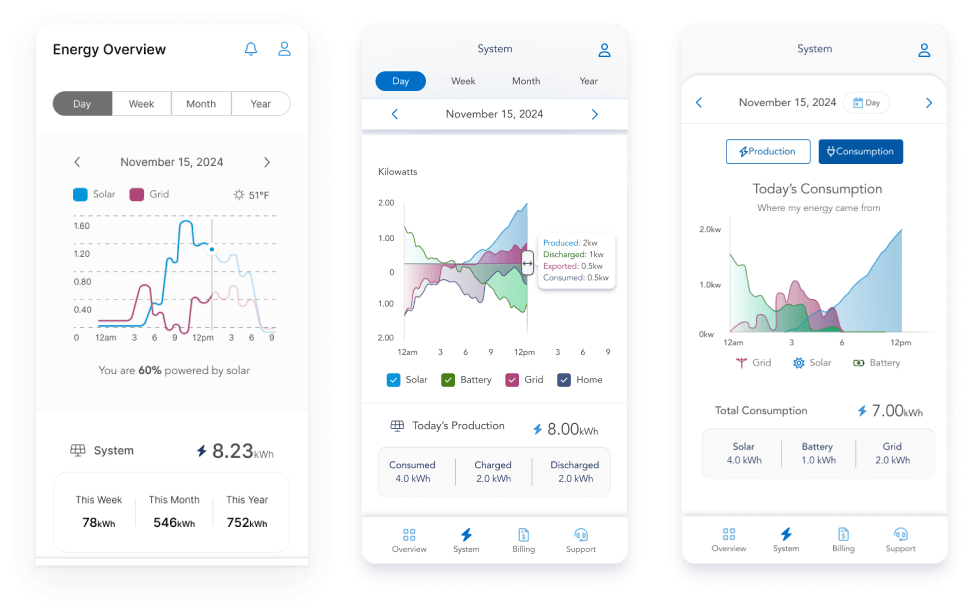 Energy Overview
Day Week Month Year
November 15, 2024
Solar Grid 51°F
1.60
1.20
0.80
0.40
0 12am 3 6 9 12pm 3 6 9
You are 60% powered by solar
System 8.23kWh
This Week This Month This Year
78kWh 546kWh 752kWh
System
Day Week Month Year
November 15, 2024
Kilowatts
2.00
1.00
0
1.00
2.00
Produced: 2kw
Discharged: 1kw
Exported: 0.5kw
Consumed: 0.5kw
12am 3 6 9 12pm 3 6 9
Solar Battery Grid Home
Today's Production 8.00kWh
Consumed Charged Discharged
4.0 kWh 2.0 kWh 2.0 kWh
Overview System Billing Support
System
November 15, 2024 Day
Production Consumption
Today's Consumption
Where my energy came from
2.0kw
1.0kw
0kw
12am 3 6 12pm
Grid Solar Battery
Total Consumption 7.00kWh
Solar Battery Grid
4.0 kWh 1.0 kWh 2.0 kWh
Overview System Billing Support